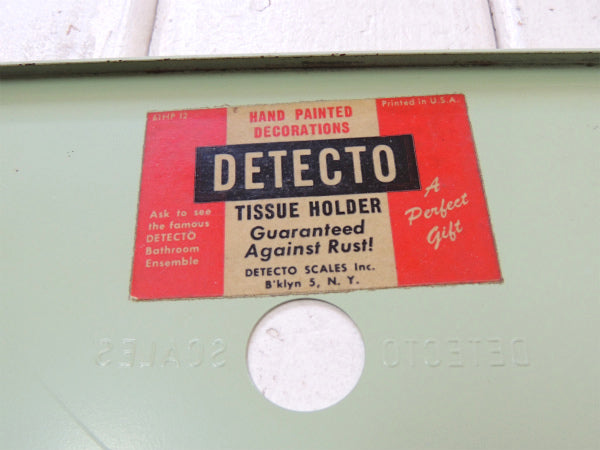 61HP 12
Printed in U.S.A.
HAND PAINTED
DECORATIONS
DETECTO
TISSUE HOLDER
Guaranteed
Against Rust!
DETECTO SCALES Inc.
B'klyn 5, N. Y.
Ask to see
the famous
DETECTO
Bathroom
Ensemble
A
Perfect
Gift
DETECTO SCALES